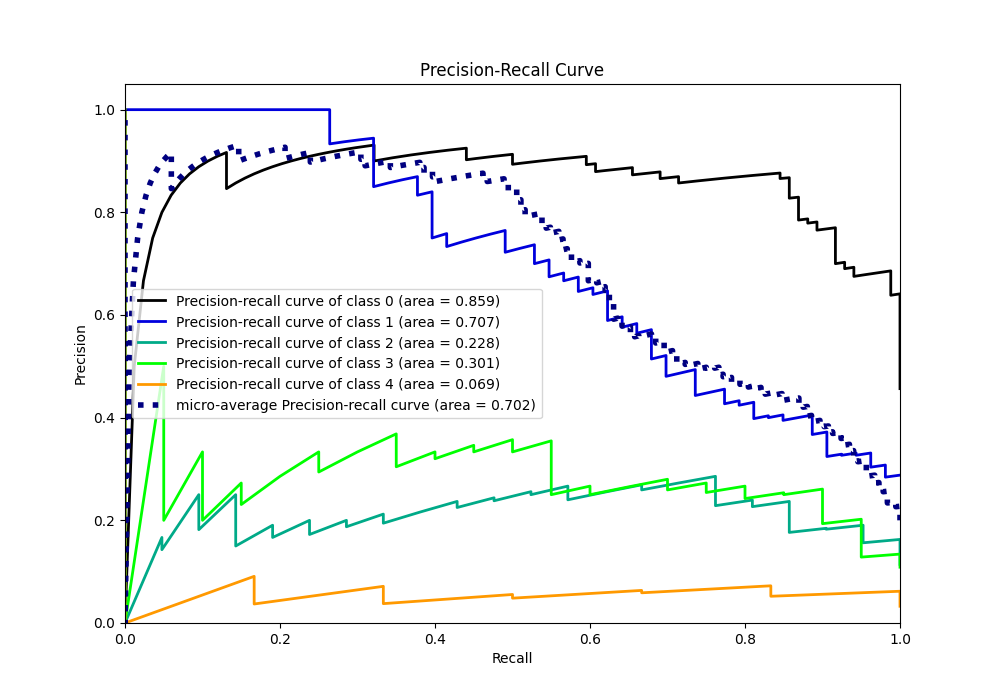 Precision-Recall Curve
1.0
0.8
0.6
0.4
0.2
0.0
Precision
Precision-recall curve of class 0 (area = 0.859)
Precision-recall curve of class 1 (area = 0.707)
Precision-recall curve of class 2 (area = 0.228)
Precision-recall curve of class 3 (area = 0.301)
Precision-recall curve of class 4 (area = 0.069)
micro-average Precision-recall curve (area = 0.702)
0.0 0.2 0.4 0.6 0.8 1.0
Recall